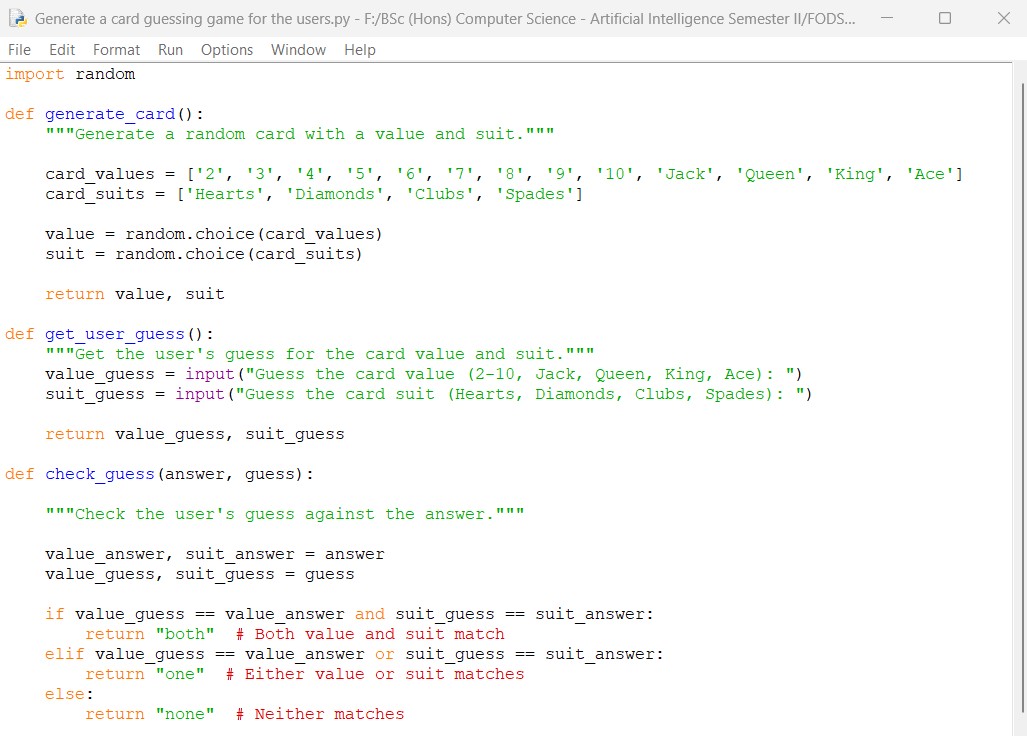 Generate a card guessing game for the users.py - F:/BSc (Hons) Computer Science - Artificial Intelligence Semester II/FODS...
File Edit Format Run Options Window Help
import random
def generate_card():
    """Generate a random card with a value and suit."""
    card_values = ['2', '3', '4', '5', '6', '7', '8', '9', '10', 'Jack', 'Queen', 'King', 'Ace']
    card_suits = ['Hearts', 'Diamonds', 'Clubs', 'Spades']
    value = random.choice(card_values)
    suit = random.choice(card_suits)
    return value, suit
def get_user_guess():
    """Get the user's guess for the card value and suit."""
    value_guess = input("Guess the card value (2-10, Jack, Queen, King, Ace): ")
    suit_guess = input("Guess the card suit (Hearts, Diamonds, Clubs, Spades): ")
    return value_guess, suit_guess
def check_guess(answer, guess):
    """Check the user's guess against the answer."""
    value_answer, suit_answer = answer
    value_guess, suit_guess = guess
    if value_guess == value_answer and suit_guess == suit_answer:
        return "both"  # Both value and suit match
    elif value_guess == value_answer or suit_guess == suit_answer:
        return "one"  # Either value or suit matches
    else:
        return "none"  # Neither matches